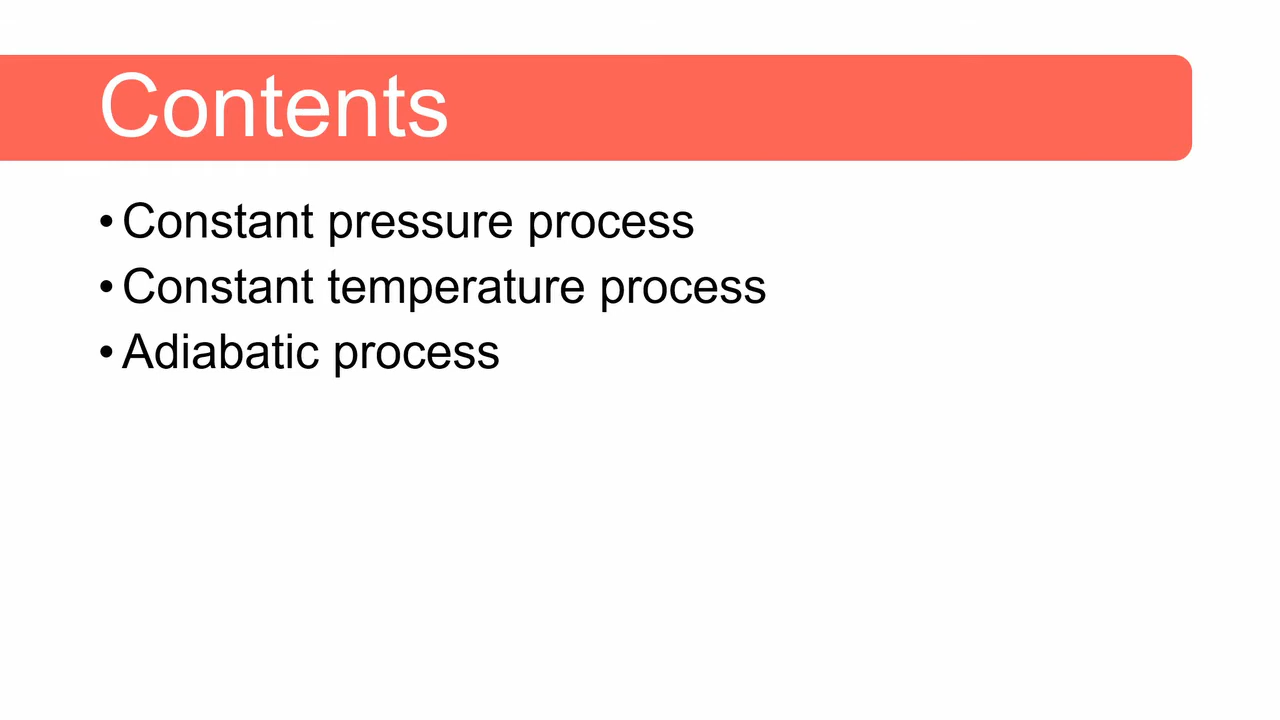 Contents
• Constant pressure process
• Constant temperature process
• Adiabatic process